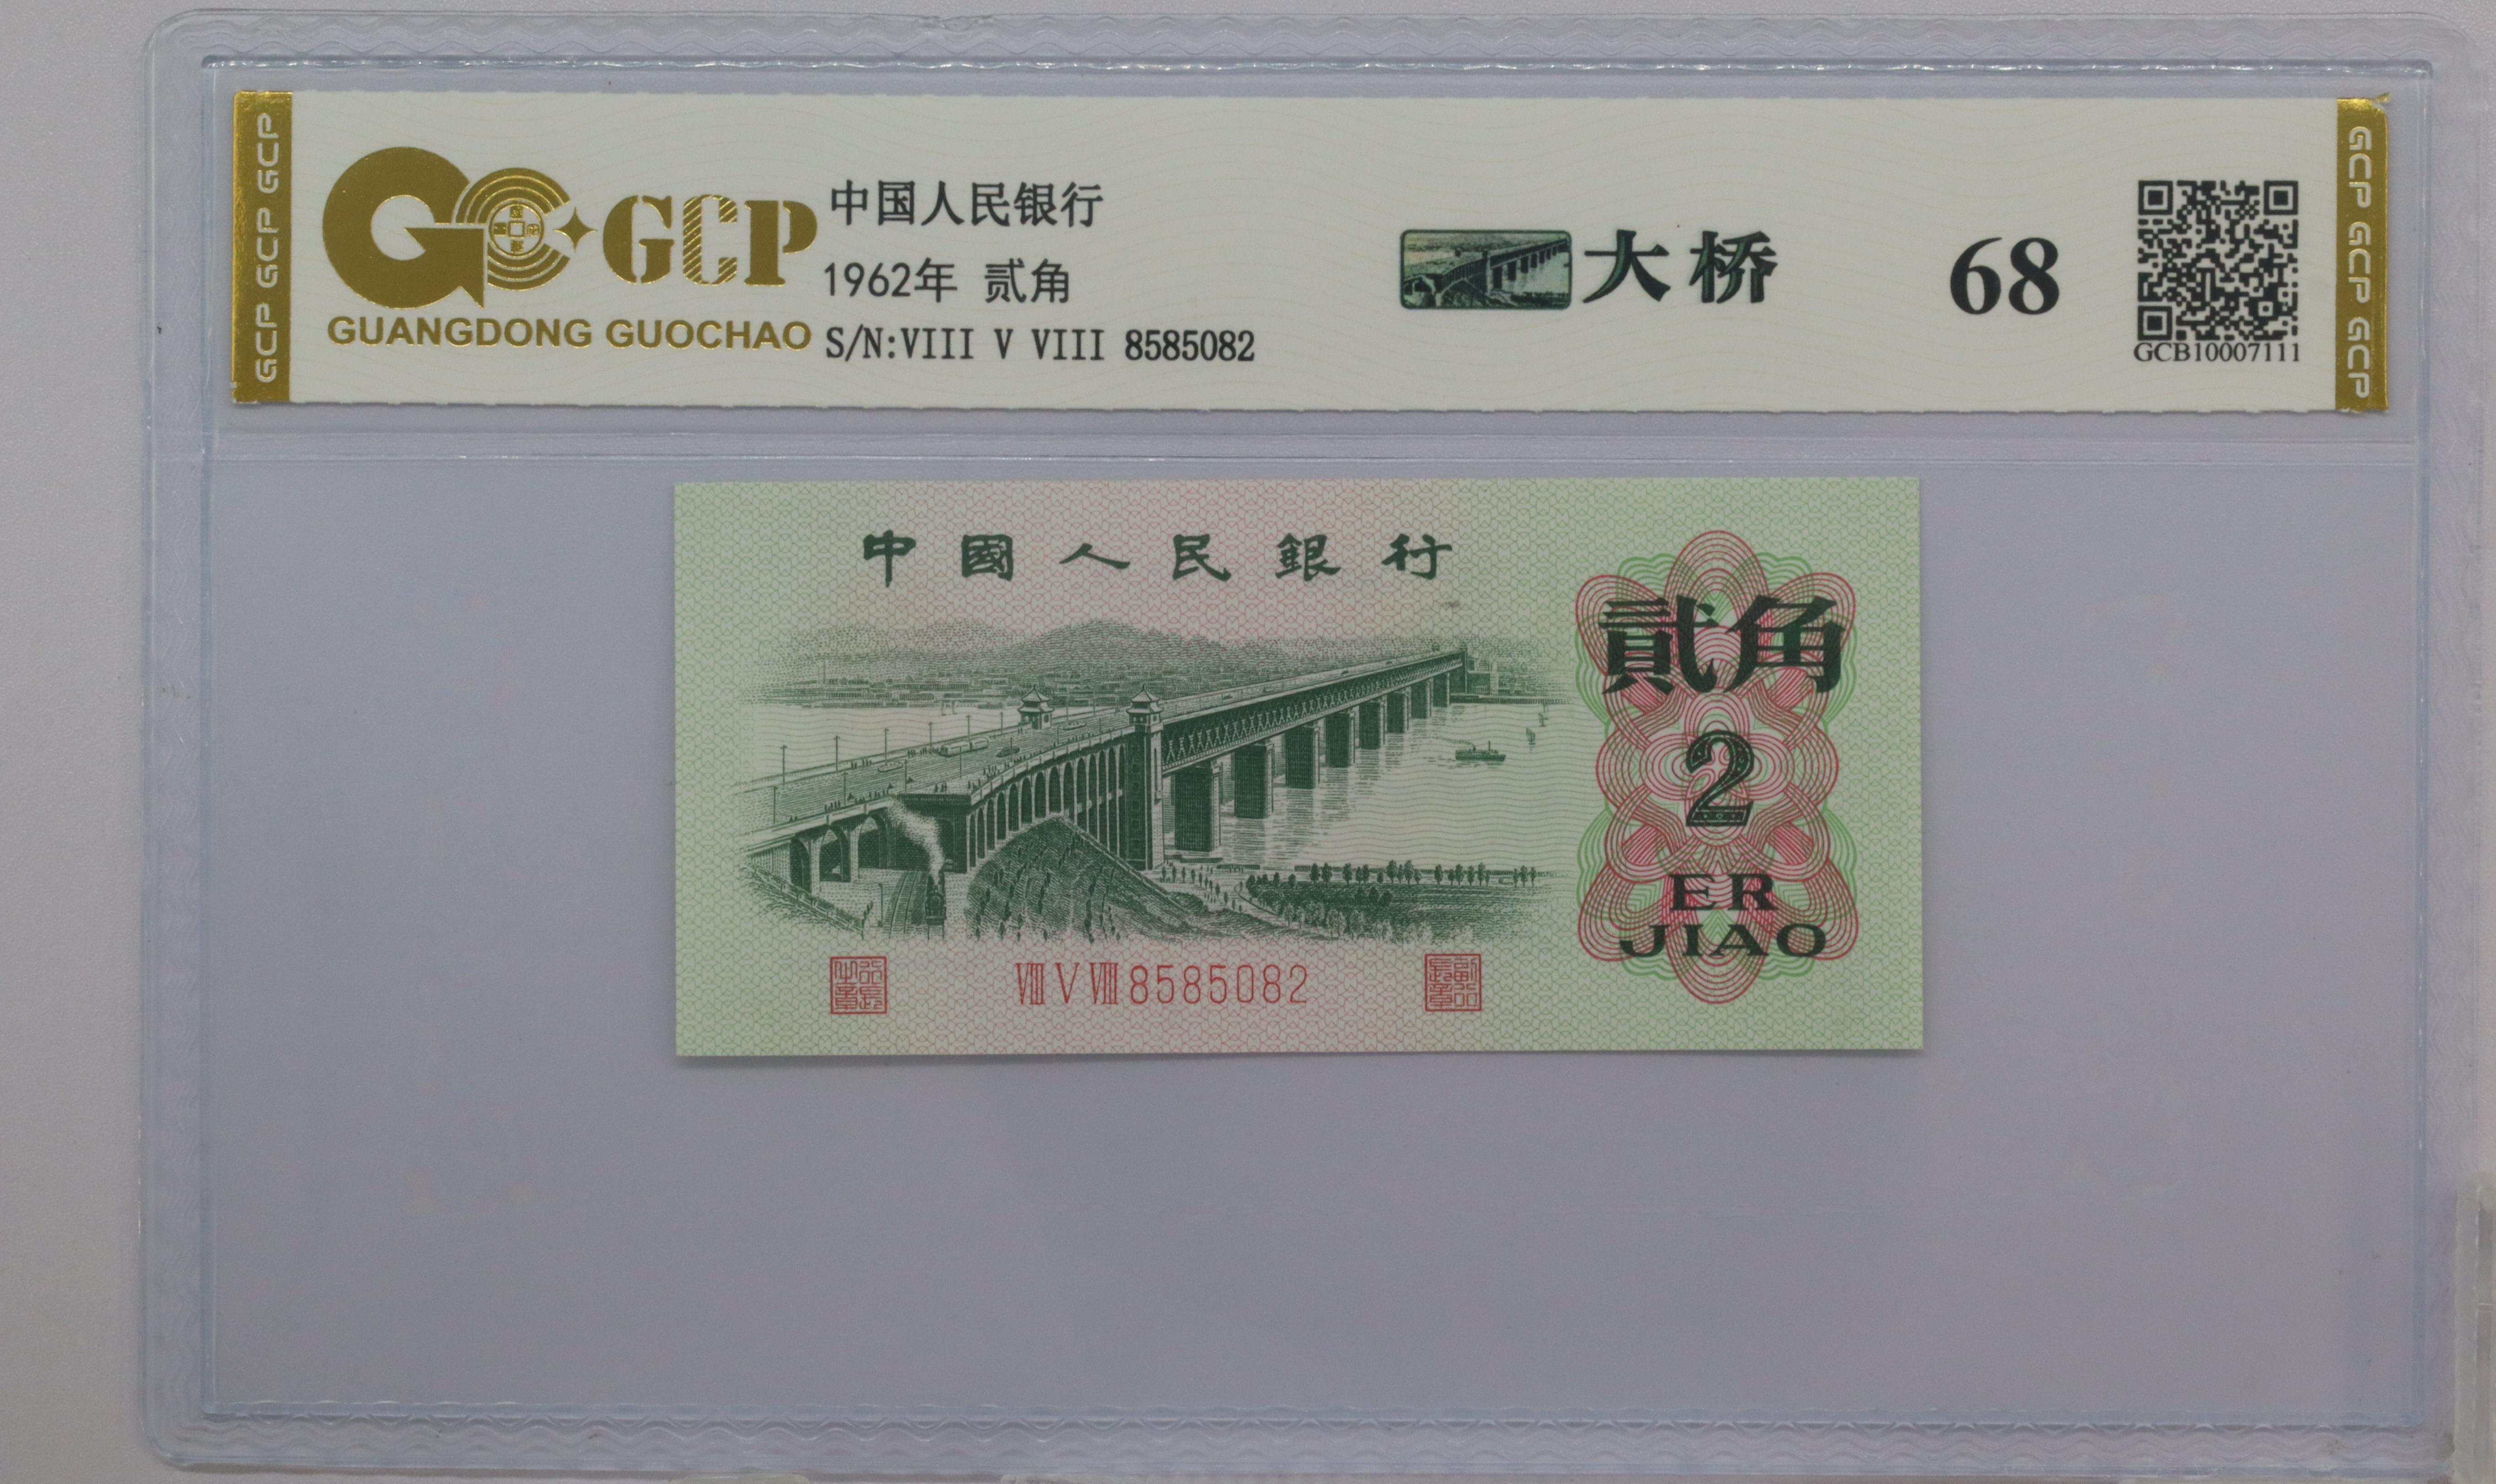 GCP GCP GCP
GCP
GUANGDONG GUOCHAO
中国人民银行
1962年 贰角
S/N:VIII V VIII 8585082
大桥
68
GCB10007111
GCP GCP GCP
中國人民銀行
貳角
2
ER
JIAO
VIII V VIII 8585082